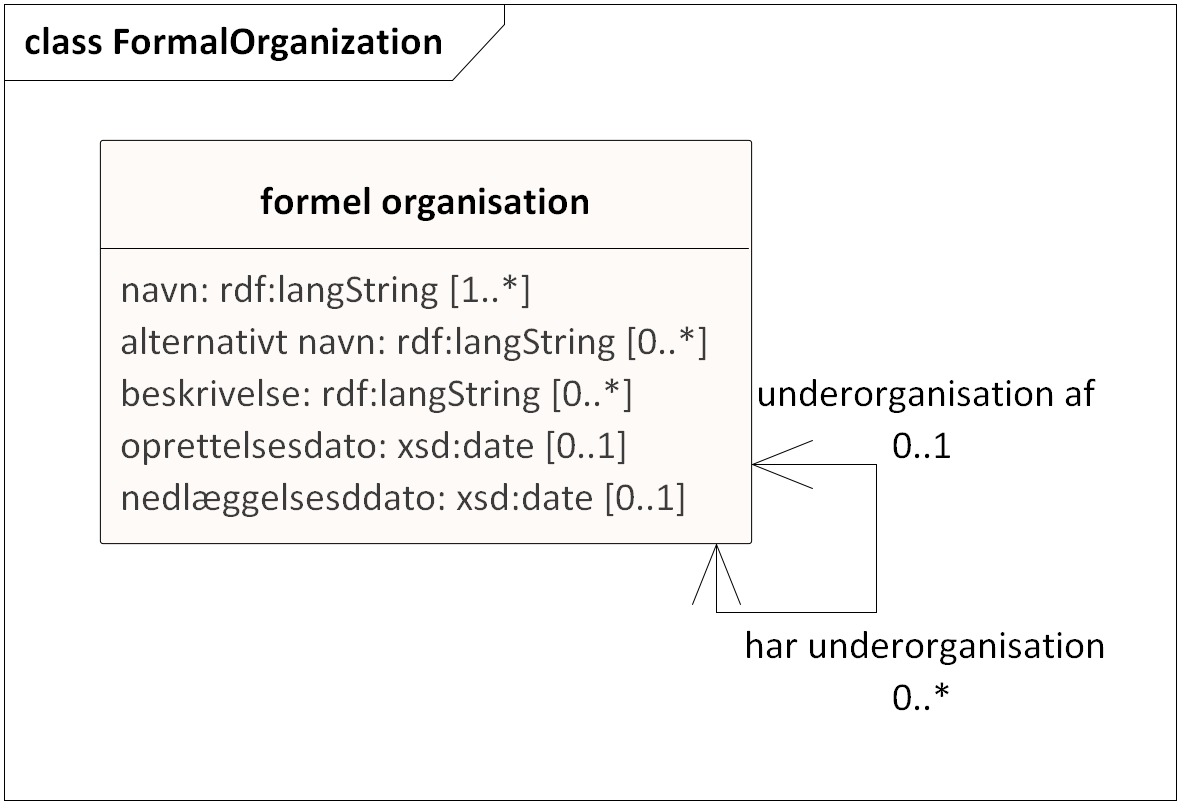 class FormalOrganization
formel organisation
navn: rdf:langString [1..*]
alternativt navn: rdf:langString [0..*]
beskrivelse: rdf:langString [0..*]
oprettelsesdato: xsd:date [0..1]
nedlæggelsesddato: xsd:date [0..1]
underorganisation af
0..1
har underorganisation
0..*